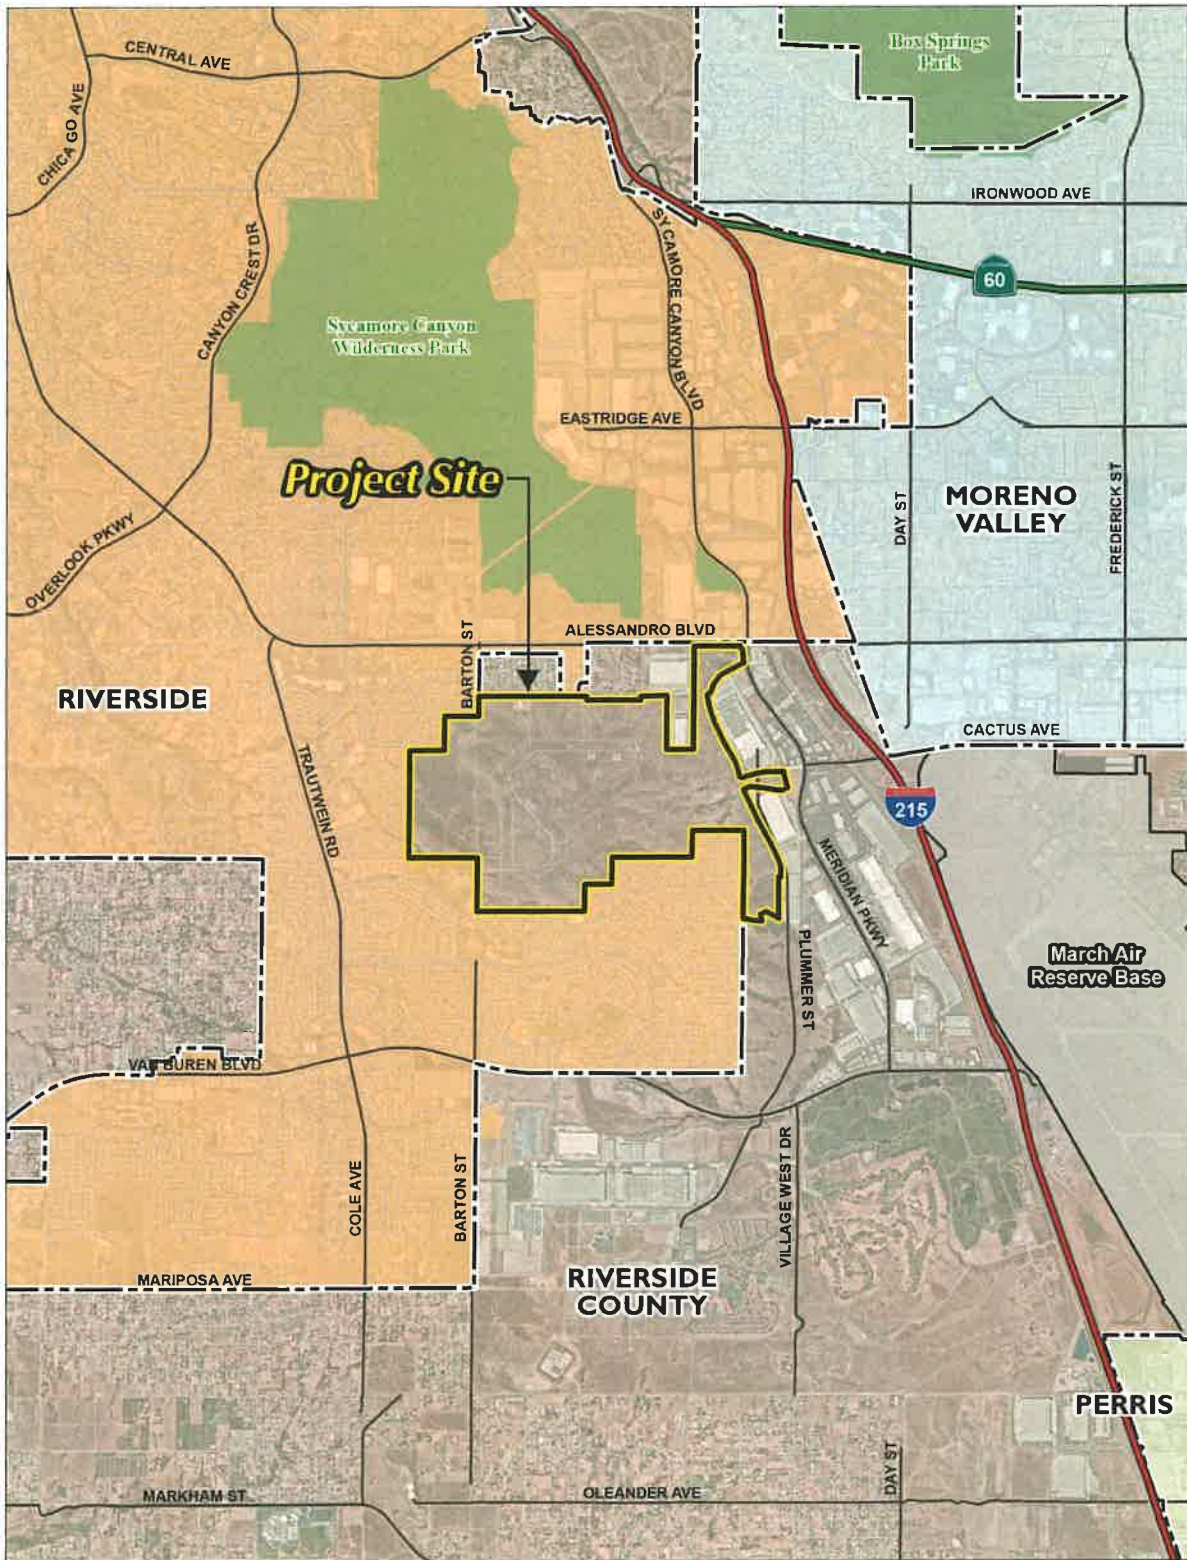 Box Springs
Park
CENTRAL AVE
CHICAGO AVE
IRONWOOD AVE
SYCAMORE CANYON BLVD
CANYON CREST DR
60
Sycamore Canyon
Wilderness Park
EASTRIDGE AVE
Project Site
MORENO
VALLEY
DAY ST
FREDERICK ST
OVERLOOK PKWY
ALESSANDRO BLVD
BARTON ST
RIVERSIDE
CACTUS AVE
TRAUTWEIN RD
215
MERIDIAN PKWY
March Air
Reserve Base
PLUMMER ST
VAN BUREN BLVD
COLE AVE
BARTON ST
VILLAGE WEST DR
MARIPOSA AVE
RIVERSIDE
COUNTY
PERRIS
DAY ST
MARKHAM ST
OLEANDER AVE